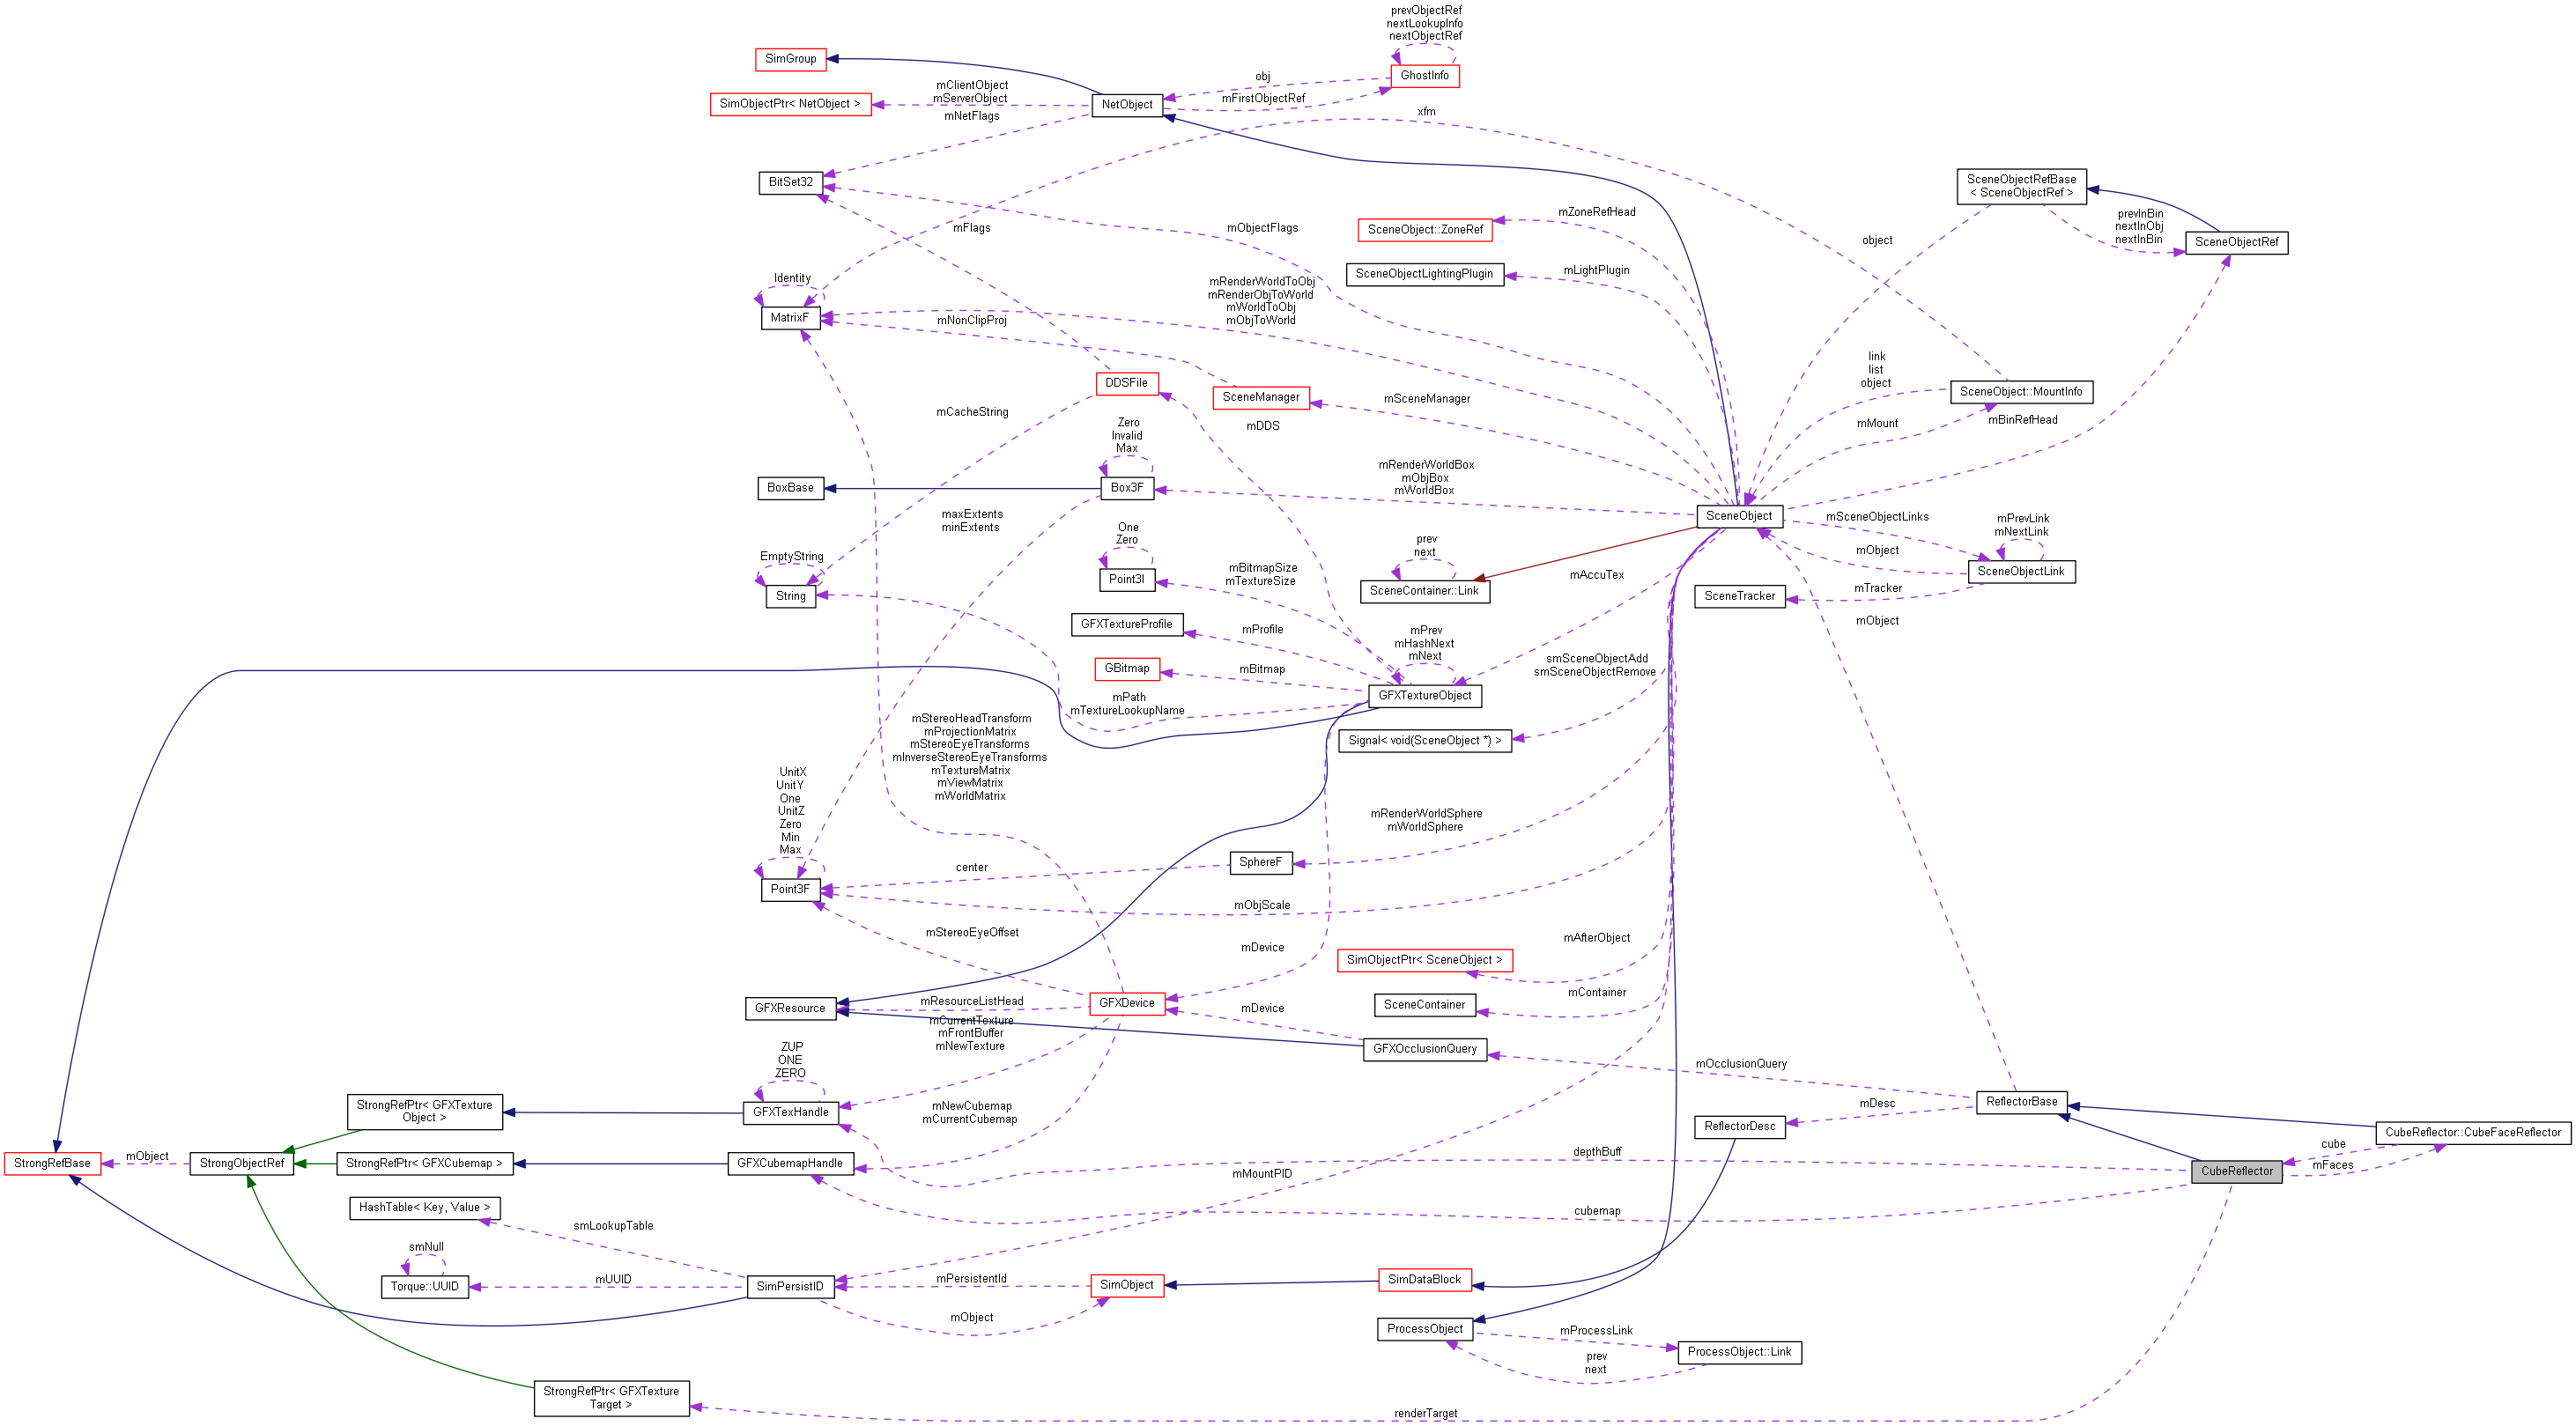 prevObjectRef
nextLookupInfo
nextObjectRef
SimGroup
GhostInfo
obj
mClientObject
mServerObject
SimObjectPtr< NetObject >
NetObject
mFirstObjectRef
mNetFlags
xfm
BitSet32
SceneObjectRefBase
< SceneObjectRef >
mZoneRefHead
prevInBin
nextInObj
nextInBin
mFlags
mObjectFlags
SceneObject::ZoneRef
object
SceneObjectRef
Identity
mRenderWorldToObj
mRenderObjToWorld
mWorldToObj
mObjToWorld
SceneObjectLightingPlugin
mLightPlugin
MatrixF
mNonClipProj
link
list
object
DDSFile
SceneManager
mSceneManager
SceneObject::MountInfo
mCacheString
Zero
Invalid
Max
mDDS
mMount
mBinRefHead
BoxBase
Box3F
mRenderWorldBox
mObjBox
mWorldBox
maxExtents
minExtents
SceneObject
mSceneObjectLinks
mPrevLink
mNextLink
One
Zero
prev
next
EmptyString
mObject
SceneObjectLink
Point3I
mBitmapSize
mTextureSize
mAccuTex
String
SceneContainer::Link
SceneTracker
mTracker
mObject
GFXTextureProfile
mProfile
mPrev
mHashNext
mNext
GBitmap
mBitmap
smSceneObjectAdd
smSceneObjectRemove
GFXTextureObject
mPath
mTextureLookupName
mStereoHeadTransform
mProjectionMatrix
mStereoEyeTransforms
mInverseStereoEyeTransforms
mTextureMatrix
mViewMatrix
mWorldMatrix
Signal< void(SceneObject *) >
UnitX
UnitY
One
UnitZ
Zero
Min
Max
mRenderWorldSphere
mWorldSphere
SphereF
center
Point3F
mObjScale
mStereoEyeOffset
mDevice
mAfterObject
SimObjectPtr< SceneObject >
GFXResource
mResourceListHead
GFXDevice
mDevice
SceneContainer
mContainer
mCurrentTexture
mFrontBuffer
mNewTexture
GFXOcclusionQuery
mOcclusionQuery
ZUP
ONE
ZERO
StrongRefPtr< GFXTexture
Object >
GFXTexHandle
mNewCubemap
mCurrentCubemap
ReflectorBase
mDesc
ReflectorDesc
CubeReflector::CubeFaceReflector
cube
mFaces
StrongRefBase
mObject
StrongObjectRef
StrongRefPtr< GFXCubemap >
GFXCubemapHandle
depthBuff
CubeReflector
mMountPID
HashTable< Key, Value >
cubemap
smLookupTable
smNull
Torque::UUID
mUUID
SimPersistID
mPersistentId
SimObject
SimDataBlock
mObject
ProcessObject
mProcessLink
ProcessObject::Link
prev
next
StrongRefPtr< GFXTexture
Target >
renderTarget